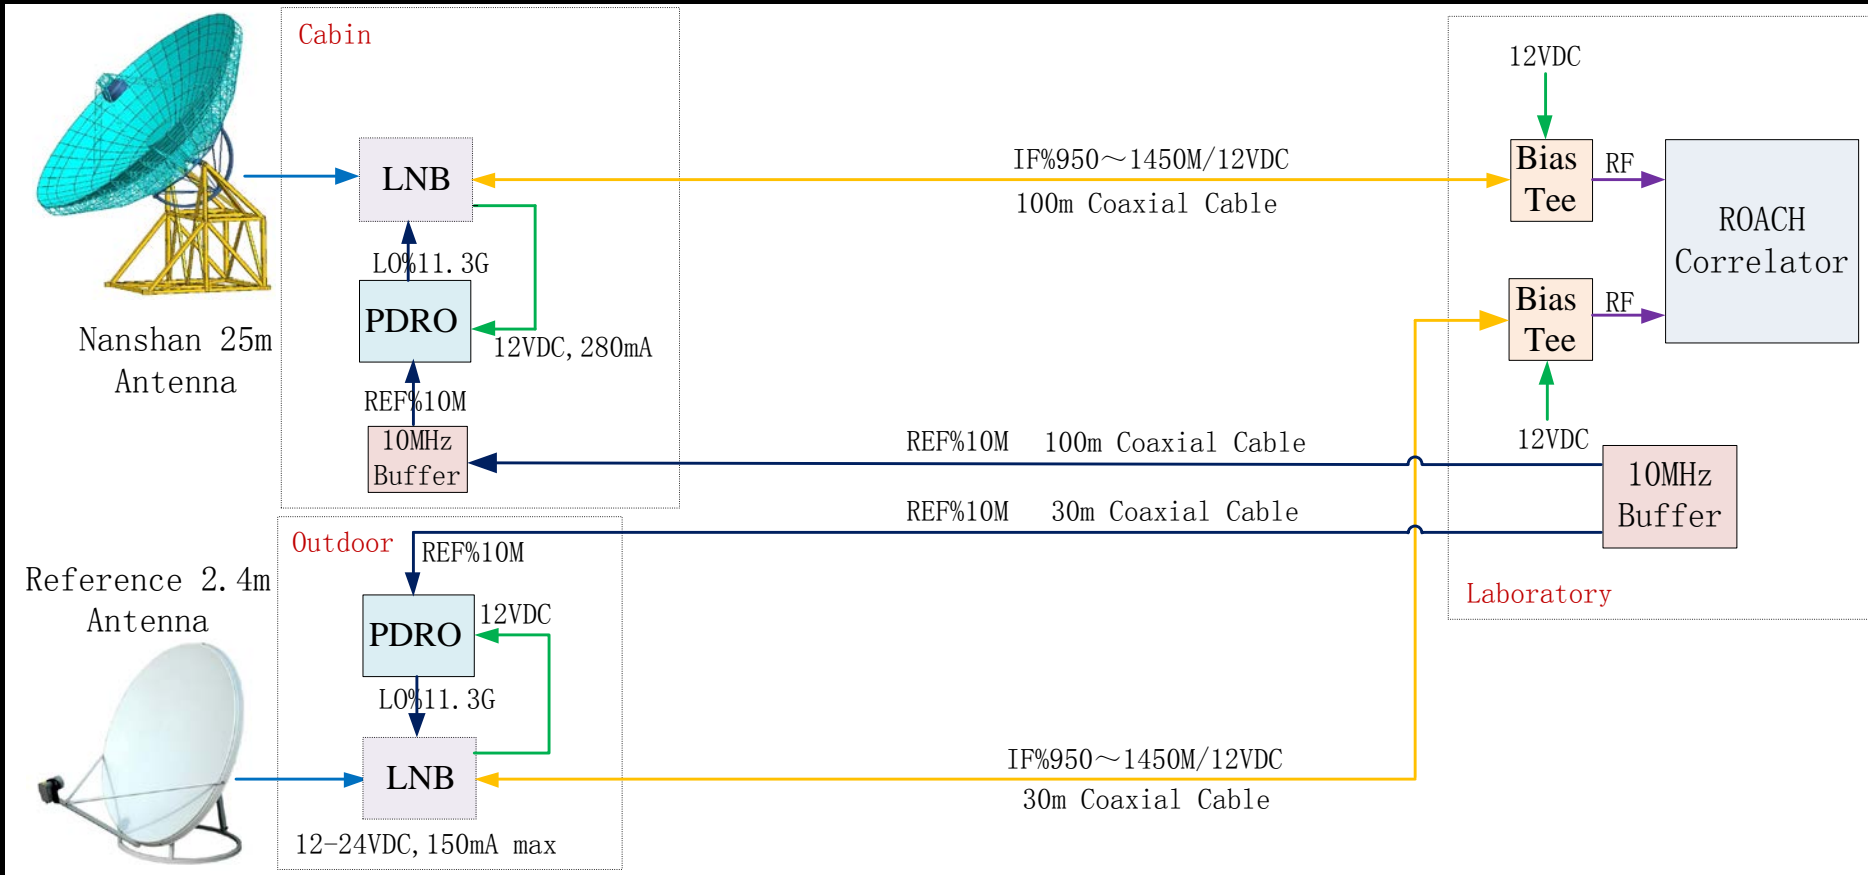 Cabin
12VDC
LNB
IF%950～1450M/12VDC
100m Coaxial Cable
Bias
Tee
RF
ROACH
Correlator
LO%11.3G
PDRO
12VDC,280mA
Bias
Tee
RF
Nanshan 25m
Antenna
REF%10M
10MHz
Buffer
REF%10M 100m Coaxial Cable
12VDC
10MHz
Buffer
REF%10M 30m Coaxial Cable
Outdoor
REF%10M
Reference 2.4m
Antenna
PDRO
12VDC
Laboratory
LO%11.3G
LNB
IF%950～1450M/12VDC
30m Coaxial Cable
12-24VDC,150mA max